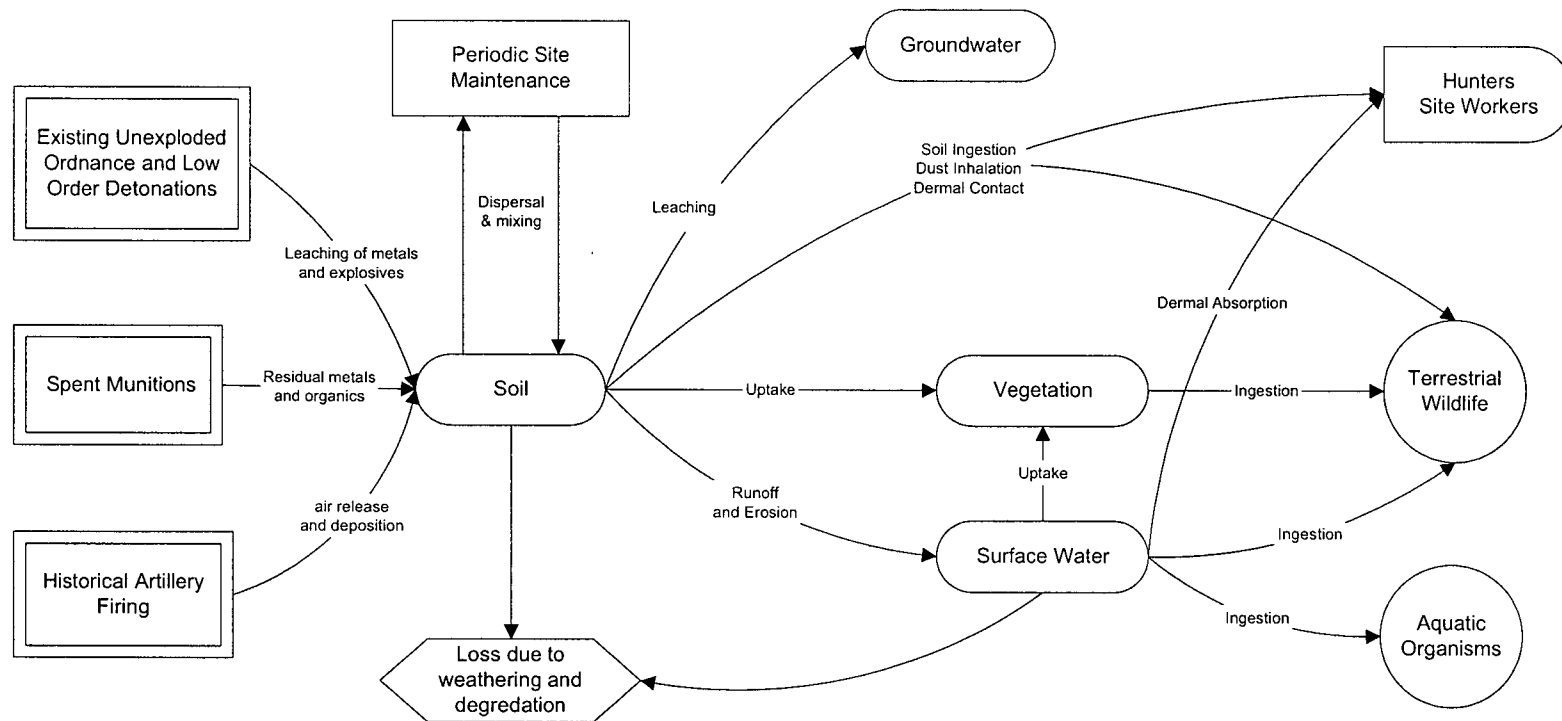 Periodic Site
Maintenance
Groundwater
Hunters
Site Workers
Existing Unexploded
Ordnance and Low
Order Detonations
Soil Ingestion
Dust Inhalation
Dermal Contact
Dispersal
& mixing
Leaching
Leaching of metals
and explosives
Dermal Absorption
Spent Munitions
Residual metals
and organics
Soil
Uptake
Vegetation
Ingestion
Terrestrial
Wildlife
Uptake
air release
and deposition
Runoff
and Erosion
Surface Water
Ingestion
Historical Artillery
Firing
Ingestion
Aquatic
Organisms
Loss due to
weathering and
degredation